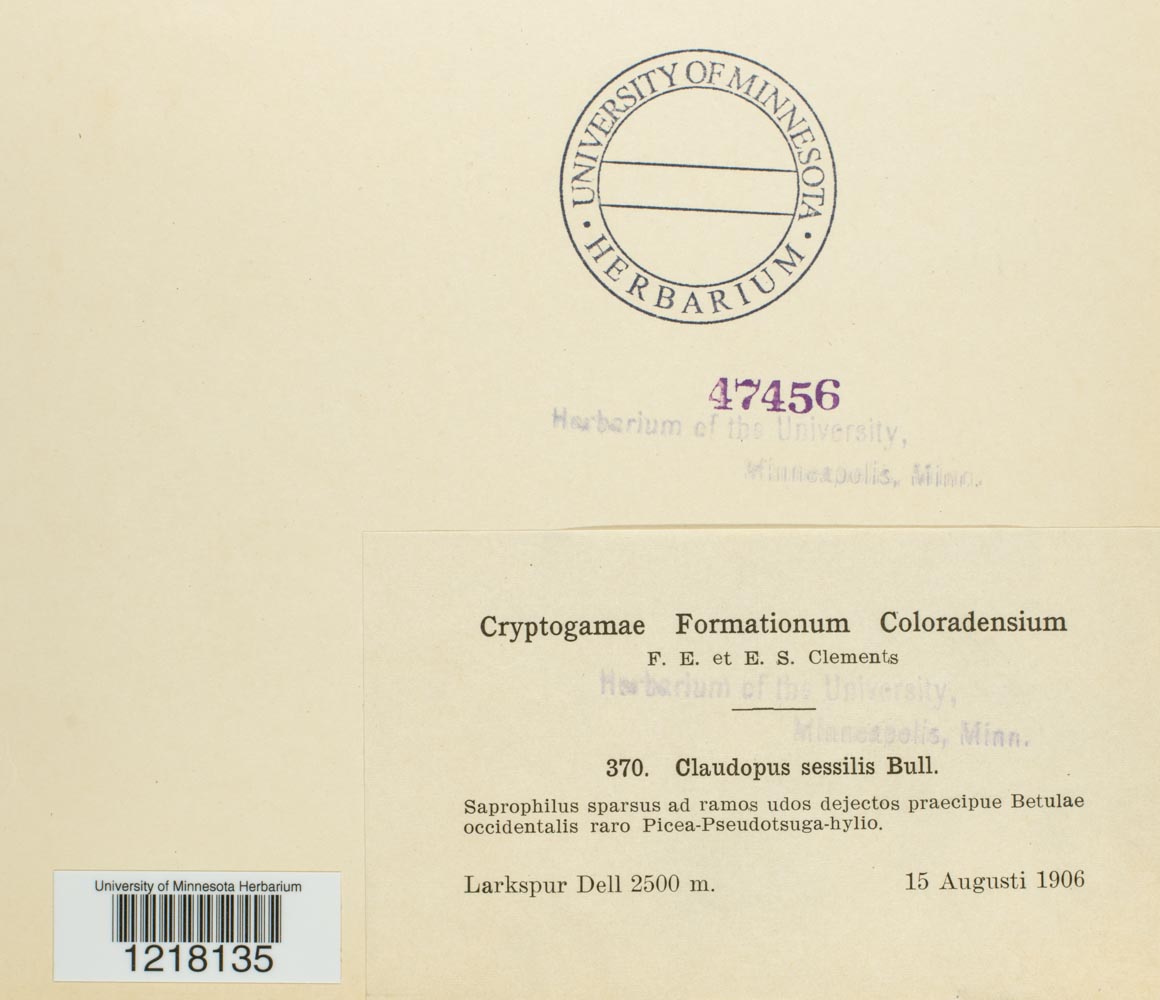 UNIVERSITY OF MINNESOTA
· HERBARIUM ·
47456
Herbarium of the University,
Minneapolis, Minn.
Cryptogamae Formationum Coloradensium
F. E. et E. S. Clements
Herbarium of the University,
Minneapolis, Minn.
370. Claudopus sessilis Bull.
Saprophilus sparsus ad ramos udos dejectos praecipue Betulae
occidentalis raro Picea-Pseudotsuga-hylio.
Larkspur Dell 2500 m. 15 Augusti 1906
University of Minnesota Herbarium
1218135